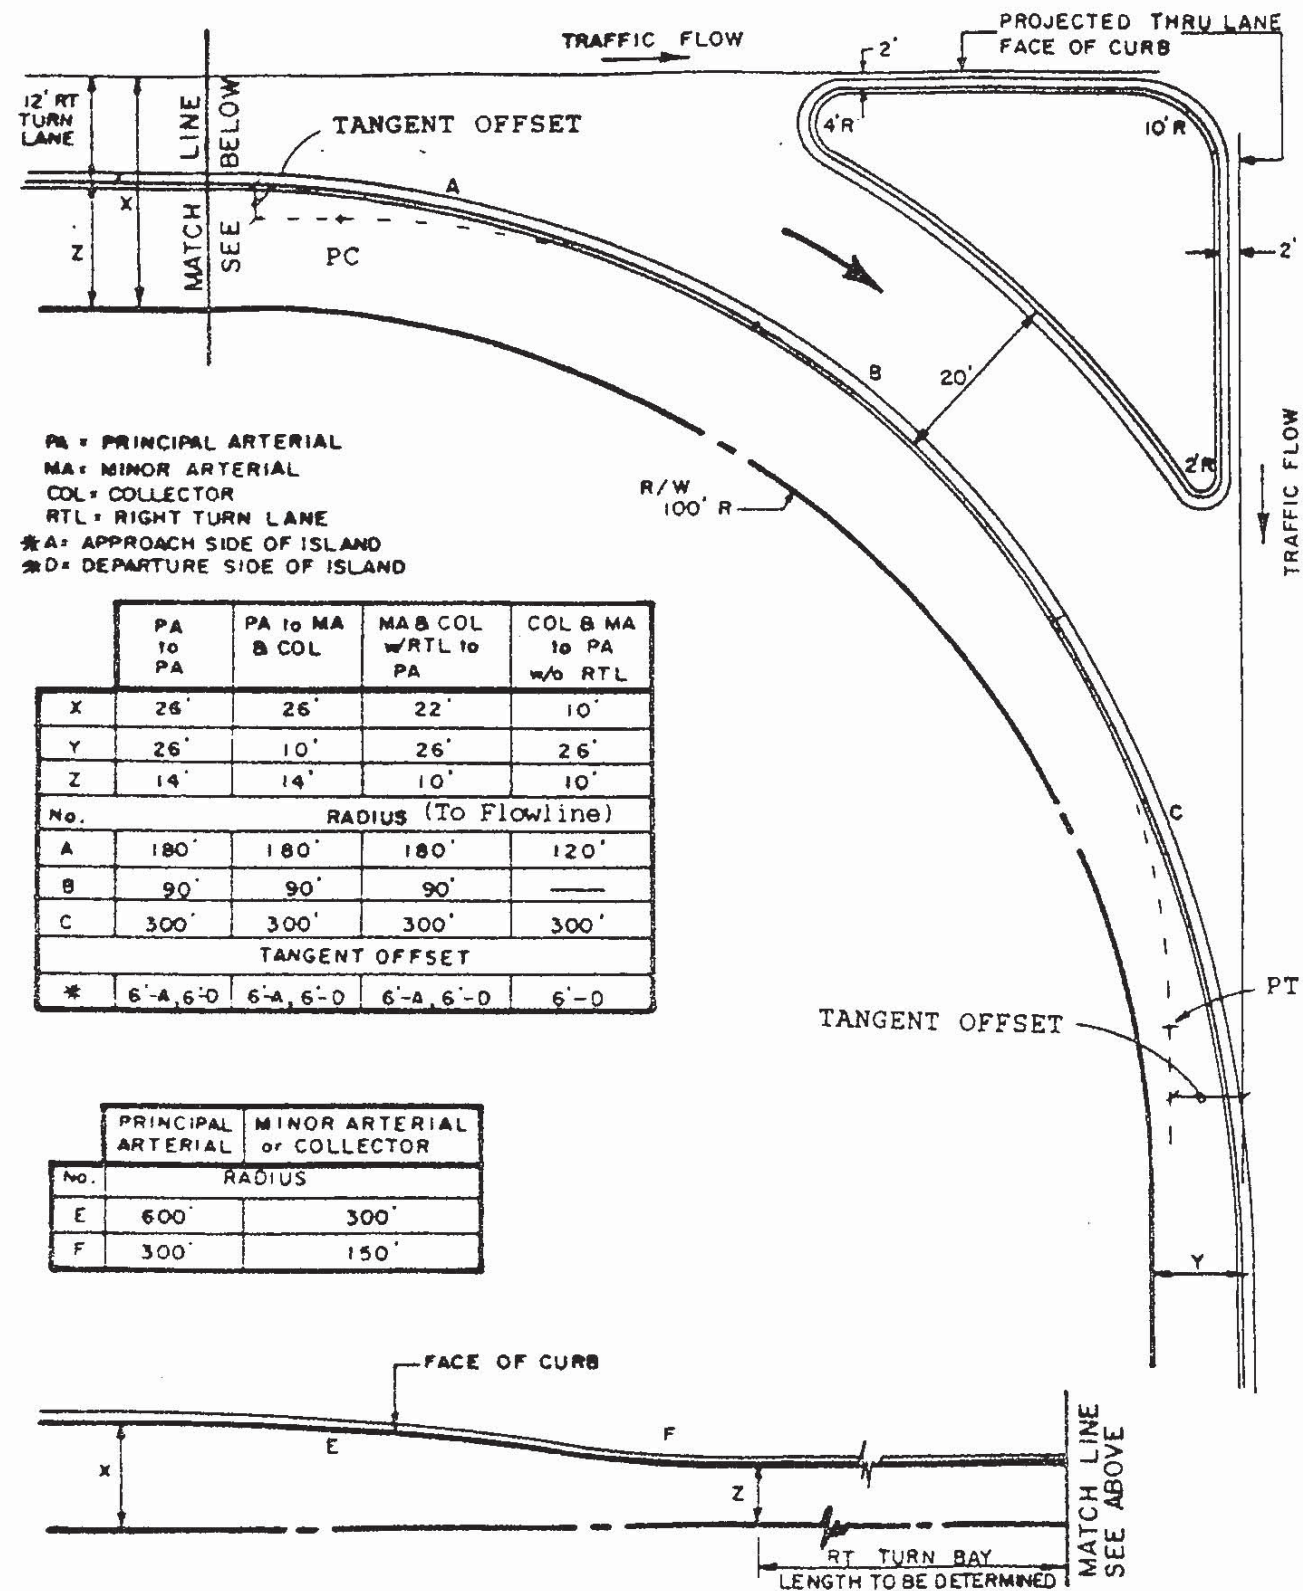 TRAFFIC FLOW
PROJECTED THRU LANE
FACE OF CURB
2'
12' RT
TURN
LANE
MATCH LINE
SEE BELOW
TANGENT OFFSET
4'R
10'R
A
X
Z
PC
2'
B
20'
2'R
TRAFFIC FLOW
R/W
100' R
PA = PRINCIPAL ARTERIAL
MA = MINOR ARTERIAL
COL = COLLECTOR
RTL = RIGHT TURN LANE
* A = APPROACH SIDE OF ISLAND
* D = DEPARTURE SIDE OF ISLAND
PA to PA | PA to MA & COL | MA & COL w/RTL to PA | COL & MA to PA w/o RTL
X 26' 26' 22' 10'
Y 26' 10' 26' 26'
Z 14' 14' 10' 10'
No. RADIUS (To Flowline)
A 180' 180' 180' 120'
B 90' 90' 90' —
C 300' 300' 300' 300'
TANGENT OFFSET
* 6'-A, 6'-D 6'-A, 6'-D 6'-A, 6'-D 6'-D
C
PT
TANGENT OFFSET
Y
PRINCIPAL ARTERIAL | MINOR ARTERIAL or COLLECTOR
No. RADIUS
E 600' 300'
F 300' 150'
FACE OF CURB
E
F
X
Z
MATCH LINE
SEE ABOVE
RT TURN BAY
LENGTH TO BE DETERMINED